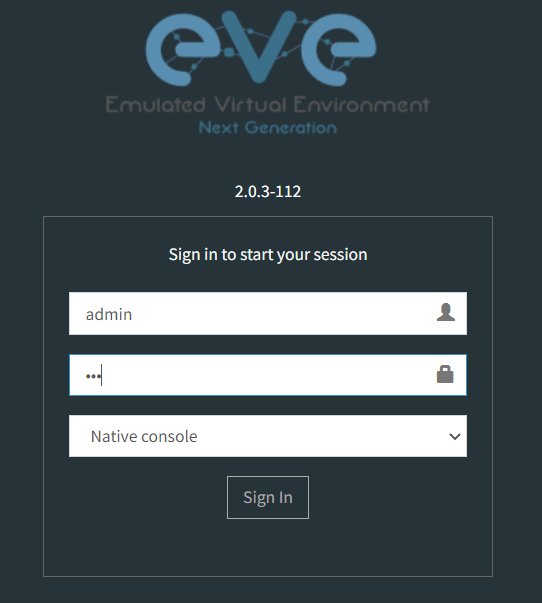 eve
Emulated Virtual Environment
Next Generation
2.0.3-112
Sign in to start your session
admin
•••
Native console
Sign In